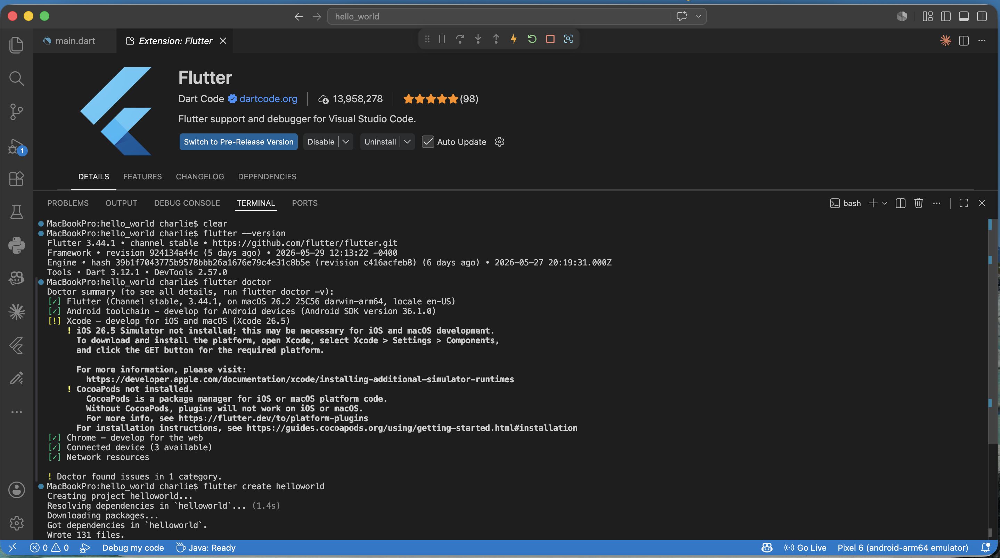 hello_world
main.dart
Extension: Flutter
Flutter
Dart Code dartcode.org 13,958,278 (98)
Flutter support and debugger for Visual Studio Code.
Switch to Pre-Release Version Disable Uninstall Auto Update
DETAILS FEATURES CHANGELOG DEPENDENCIES
1
PROBLEMS OUTPUT DEBUG CONSOLE TERMINAL PORTS bash
MacBookPro:hello_world charlie$ clear
MacBookPro:hello_world charlie$ flutter --version
Flutter 3.44.1 • channel stable • https://github.com/flutter/flutter.git
Framework • revision 924134a44c (5 days ago) • 2026-05-29 12:13:22 -0400
Engine • hash 39b1f7043775b9578bbb26a1676e79c4e31c8b5e (revision c416acfeb8) (6 days ago) • 2026-05-27 20:19:31.000Z
Tools • Dart 3.12.1 • DevTools 2.57.0
MacBookPro:hello_world charlie$ flutter doctor
Doctor summary (to see all details, run flutter doctor -v):
[✓] Flutter (Channel stable, 3.44.1, on macOS 26.2 25C56 darwin-arm64, locale en-US)
[✓] Android toolchain - develop for Android devices (Android SDK version 36.1.0)
[!] Xcode - develop for iOS and macOS (Xcode 26.5)
! iOS 26.5 Simulator not installed; this may be necessary for iOS and macOS development.
To download and install the platform, open Xcode, select Xcode > Settings > Components,
and click the GET button for the required platform.
For more information, please visit:
https://developer.apple.com/documentation/xcode/installing-additional-simulator-runtimes
! CocoaPods not installed.
CocoaPods is a package manager for iOS or macOS platform code.
Without CocoaPods, plugins will not work on iOS or macOS.
For more info, see https://flutter.dev/to/platform-plugins
For installation instructions, see https://guides.cocoapods.org/using/getting-started.html#installation
[✓] Chrome - develop for the web
[✓] Connected device (3 available)
[✓] Network resources
! Doctor found issues in 1 category.
MacBookPro:hello_world charlie$ flutter create helloworld
Creating project helloworld...
Resolving dependencies in `helloworld`... (1.4s)
Downloading packages...
Got dependencies in `helloworld`.
Wrote 131 files.
0 0 Debug my code Java: Ready Go Live Pixel 6 (android-arm64 emulator)